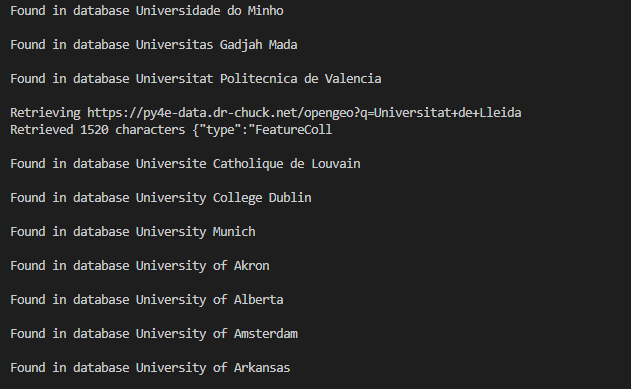 Found in database Universidade do Minho
Found in database Universitas Gadjah Mada
Found in database Universitat Politecnica de Valencia
Retrieving https://py4e-data.dr-chuck.net/opengeo?q=Universitat+de+Lleida
Retrieved 1520 characters {"type":"FeatureColl
Found in database Universite Catholique de Louvain
Found in database University College Dublin
Found in database University Munich
Found in database University of Akron
Found in database University of Alberta
Found in database University of Amsterdam
Found in database University of Arkansas